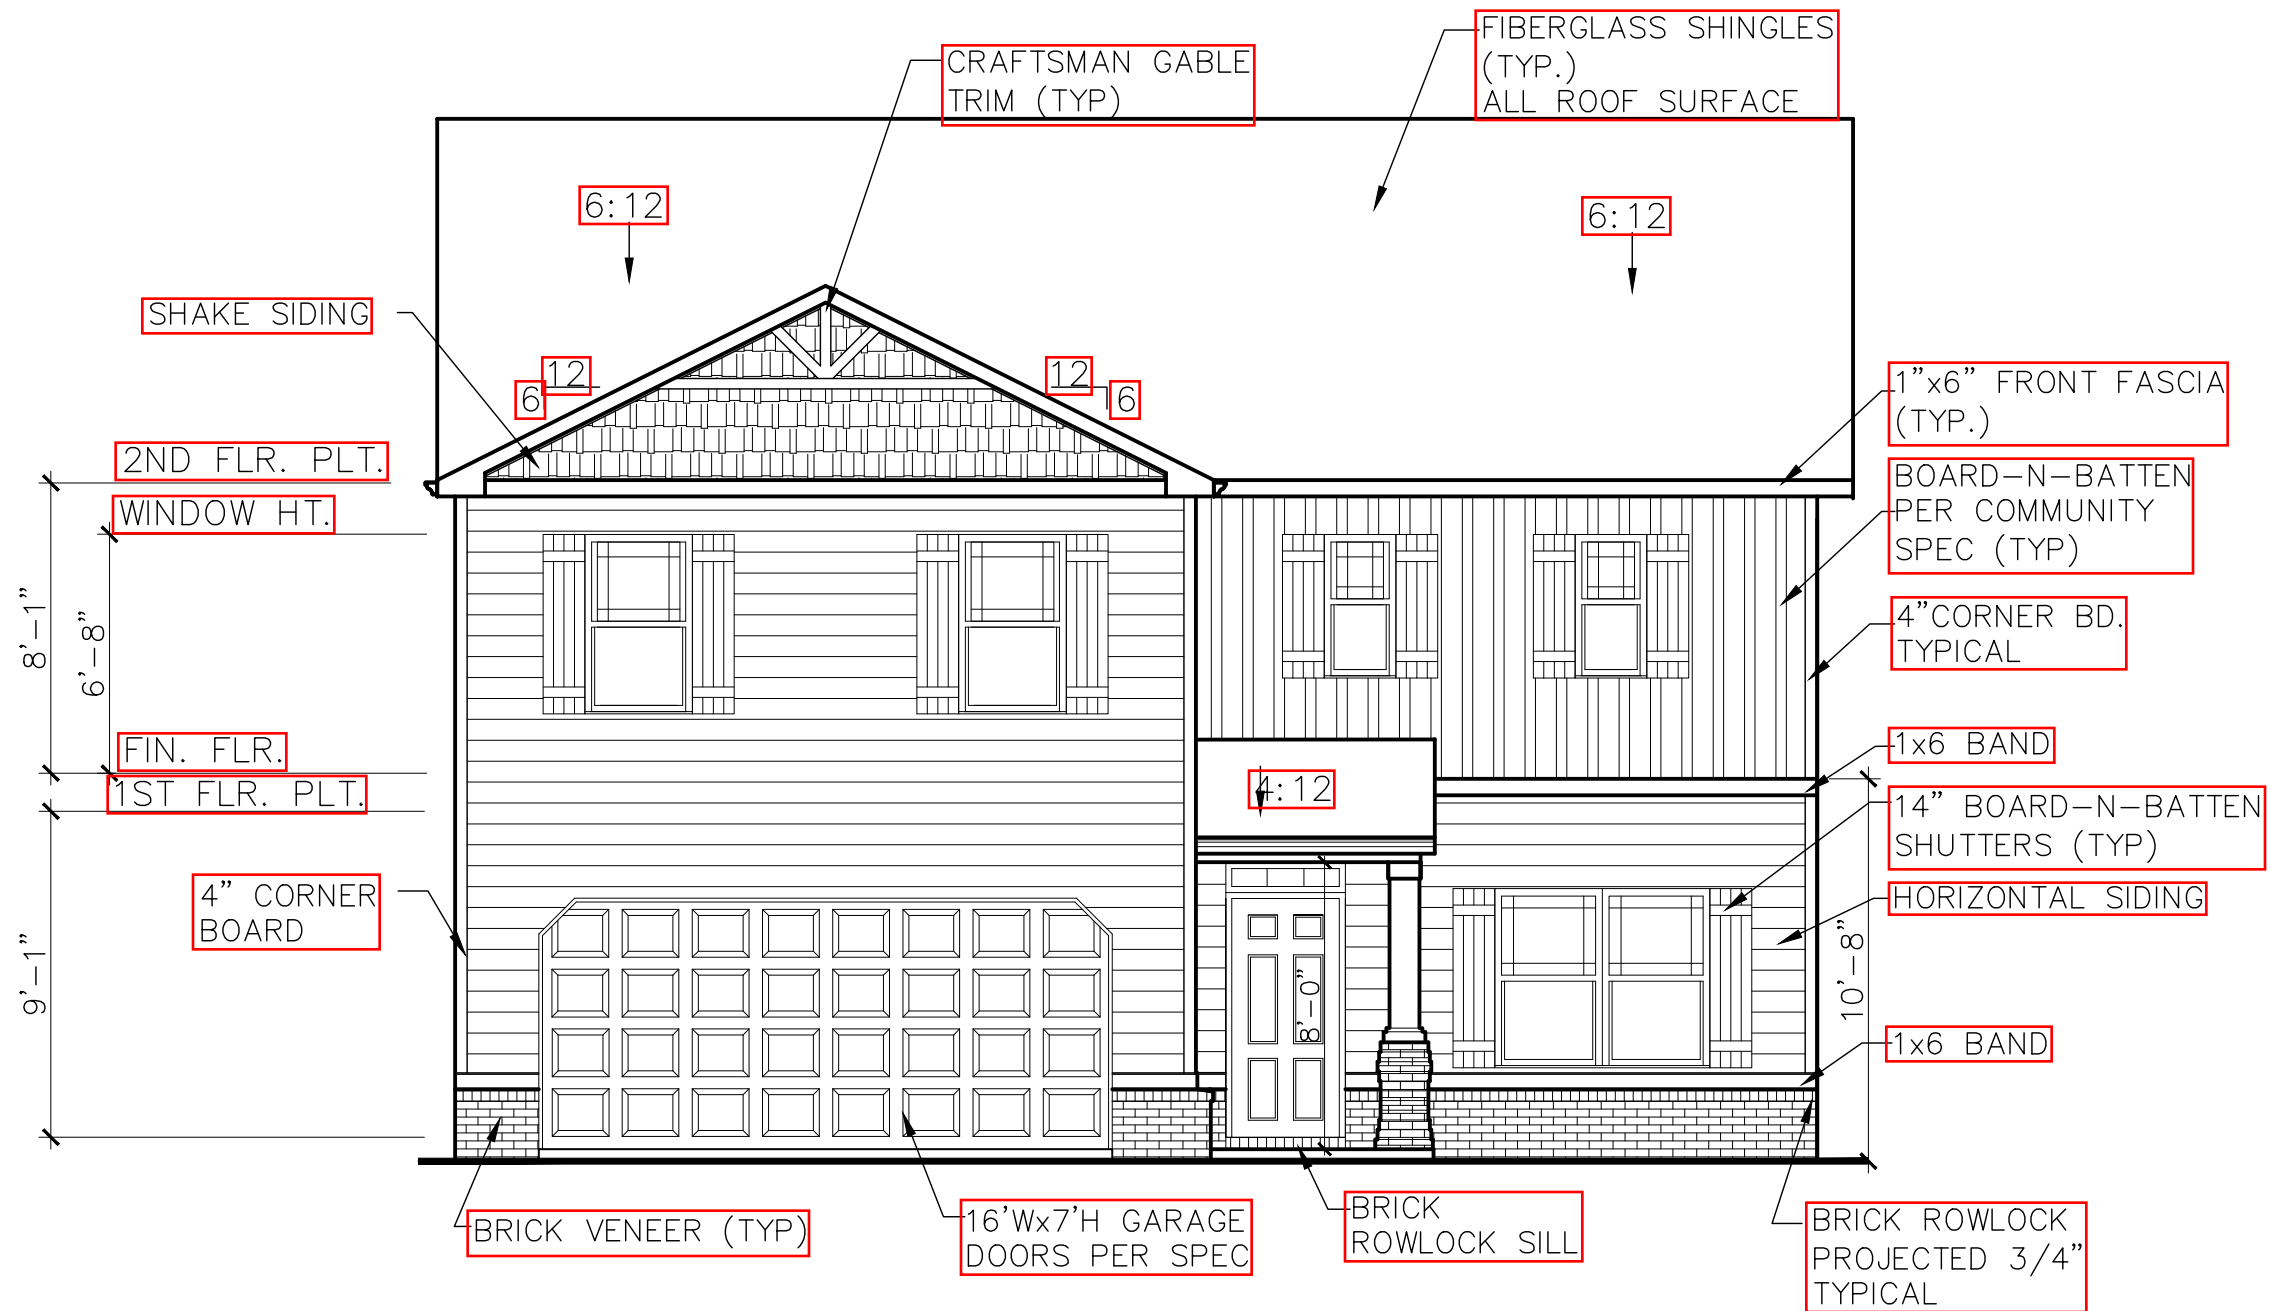 FIBERGLASS SHINGLES
(TYP.)
ALL ROOF SURFACE
CRAFTSMAN GABLE
TRIM (TYP)
6:12
6:12
SHAKE SIDING
12
6
12
6
1"x6" FRONT FASCIA
(TYP.)
2ND FLR. PLT.
WINDOW HT.
BOARD-N-BATTEN
PER COMMUNITY
SPEC (TYP)
8'-1"
6'-8"
4"CORNER BD.
TYPICAL
FIN. FLR.
1ST FLR. PLT.
1x6 BAND
4:12
14" BOARD-N-BATTEN
SHUTTERS (TYP)
4" CORNER
BOARD
HORIZONTAL SIDING
9'-1"
8'-0"
10'-8"
1x6 BAND
BRICK VENEER (TYP)
16'Wx7'H GARAGE
DOORS PER SPEC
BRICK
ROWLOCK SILL
BRICK ROWLOCK
PROJECTED 3/4"
TYPICAL